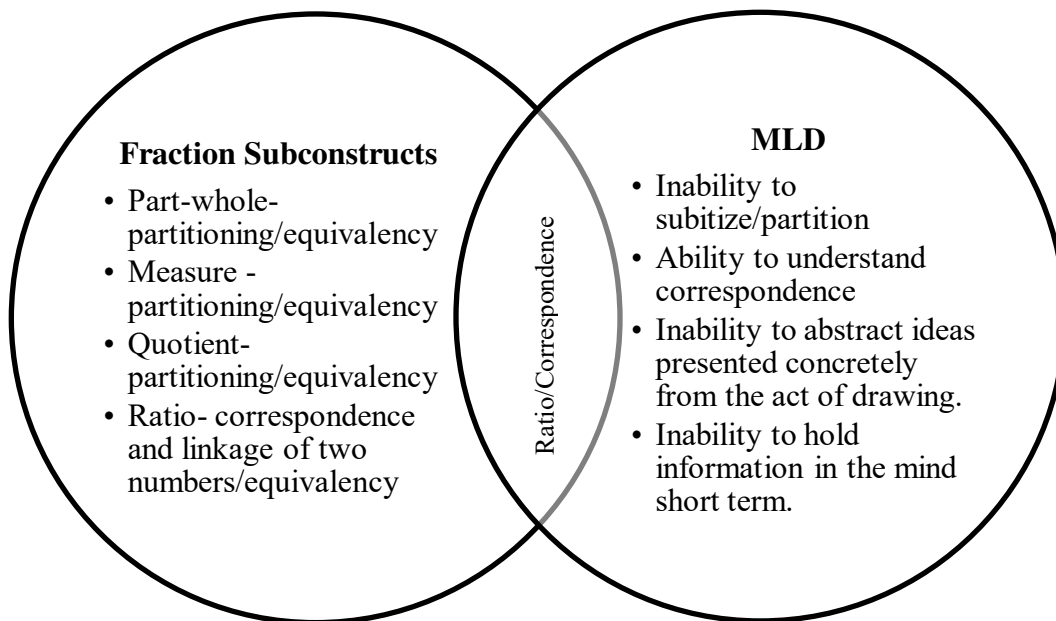 Fraction Subconstructs
• Part-whole-
partitioning/equivalency
• Measure -
partitioning/equivalency
• Quotient-
partitioning/equivalency
• Ratio- correspondence
and linkage of two
numbers/equivalency
Ratio/Correspondence
MLD
• Inability to
subitize/partition
• Ability to understand
correspondence
• Inability to abstract ideas
presented concretely
from the act of drawing.
• Inability to hold
information in the mind
short term.